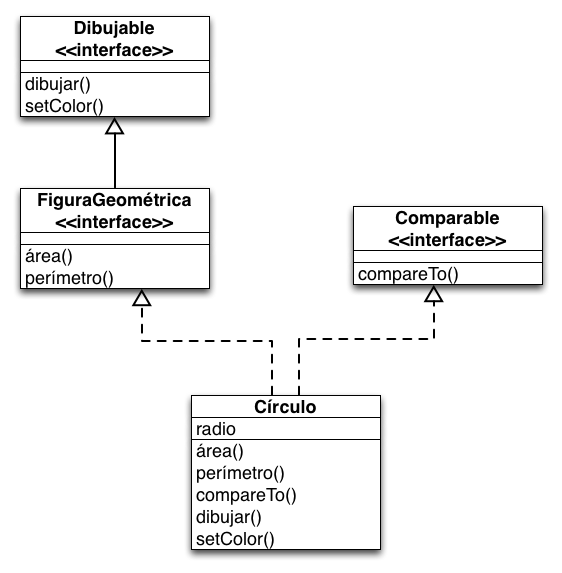 Dibujable
<<interface>>
dibujar()
setColor()
FiguraGeométrica
<<interface>>
área()
perímetro()
Comparable
<<interface>>
compareTo()
Círculo
radio
área()
perímetro()
compareTo()
dibujar()
setColor()